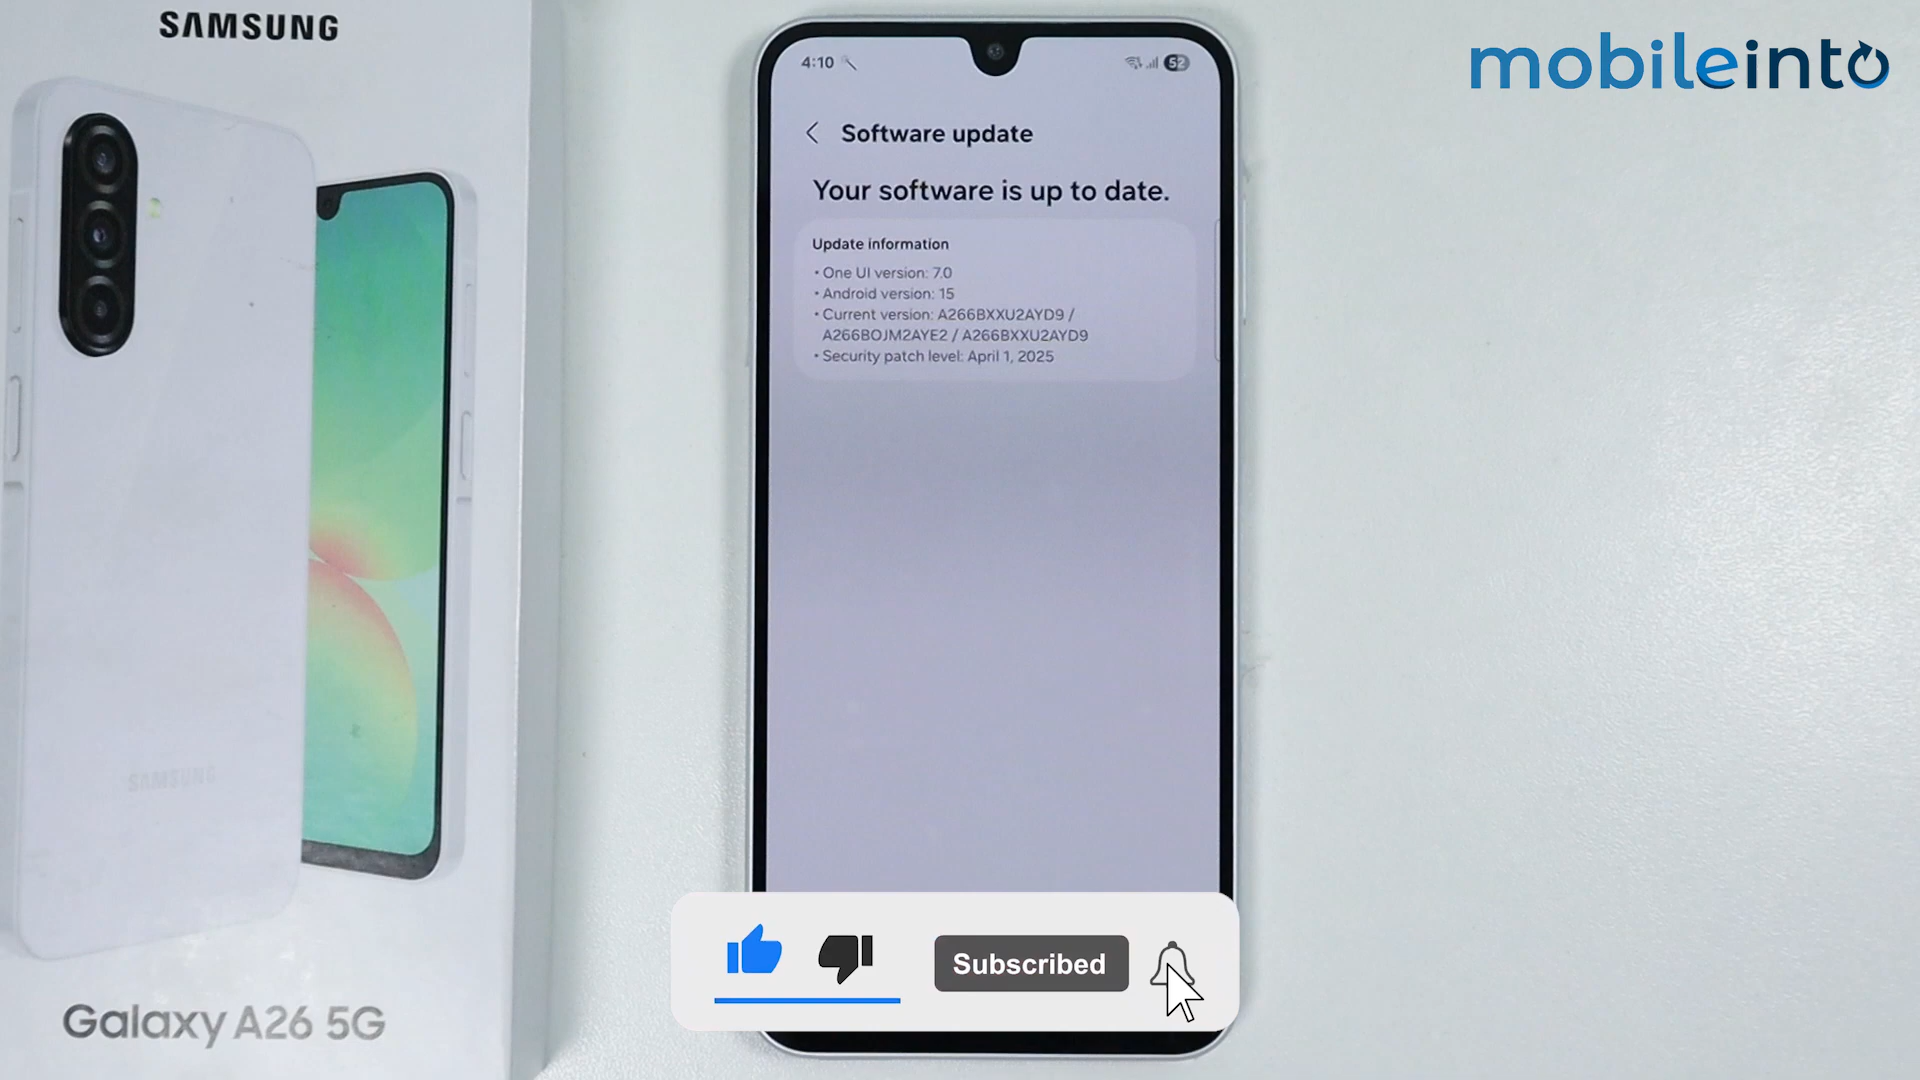 SAMSUNG
SAMSUNG
Galaxy A26 5G
4:10
52
Software update
Your software is up to date.
Update information
• One UI version: 7.0
• Android version: 15
• Current version: A266BXXU2AYD9 /
A266BOJM2AYE2 / A266BXXU2AYD9
• Security patch level: April 1, 2025
mobileinto
Subscribed